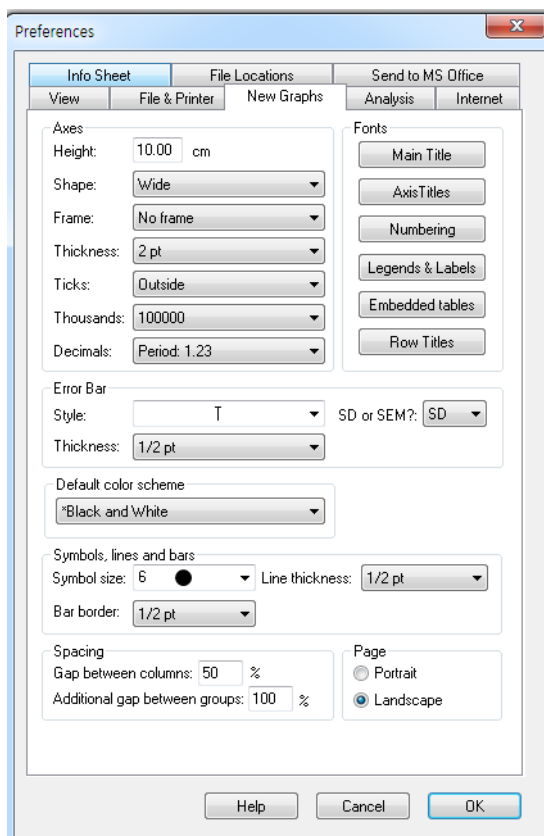 Preferences
Info Sheet File Locations Send to MS Office
View File & Printer New Graphs Analysis Internet
Axes
Height: 10.00 cm
Shape: Wide
Frame: No frame
Thickness: 2 pt
Ticks: Outside
Thousands: 100000
Decimals: Period: 1.23
Fonts
Main Title
AxisTitles
Numbering
Legends & Labels
Embedded tables
Row Titles
Error Bar
Style: SD or SEM?: SD
Thickness: 1/2 pt
Default color scheme
*Black and White
Symbols, lines and bars
Symbol size: 6 Line thickness: 1/2 pt
Bar border: 1/2 pt
Spacing
Gap between columns: 50 %
Additional gap between groups: 100 %
Page
Portrait
Landscape
Help Cancel OK